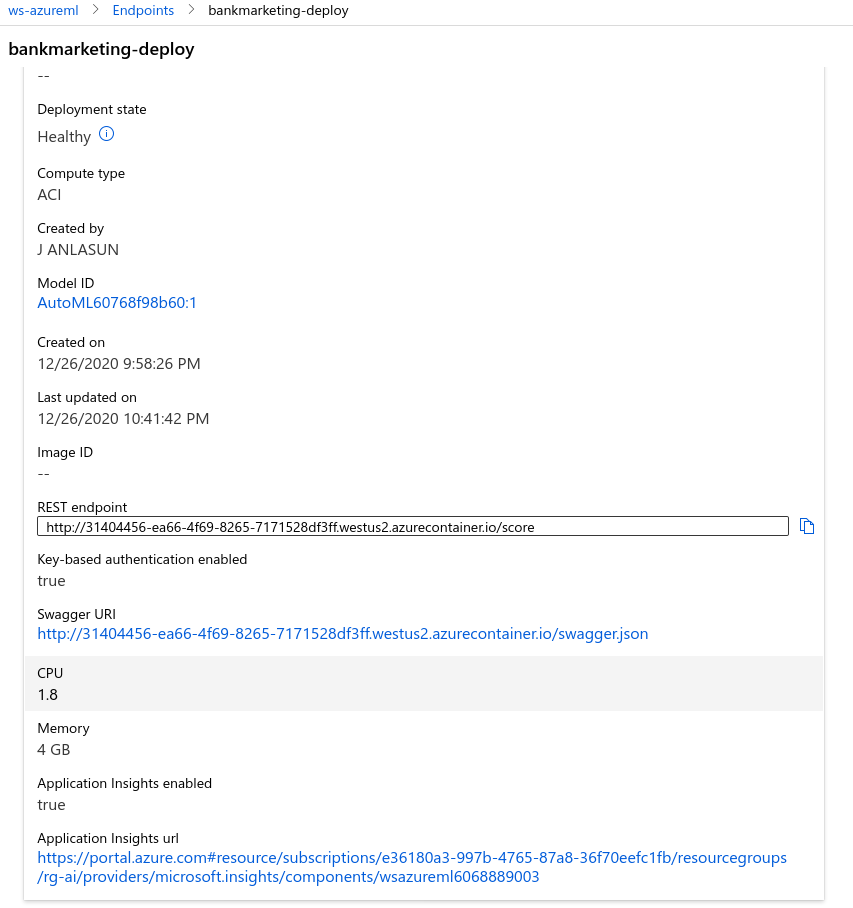 ws-azureml > Endpoints > bankmarketing-deploy
bankmarketing-deploy
--
Deployment state
Healthy
Compute type
ACI
Created by
J ANLASUN
Model ID
AutoML60768f98b60:1
Created on
12/26/2020 9:58:26 PM
Last updated on
12/26/2020 10:41:42 PM
Image ID
--
REST endpoint
http://31404456-ea66-4f69-8265-7171528df3ff.westus2.azurecontainer.io/score
Key-based authentication enabled
true
Swagger URI
http://31404456-ea66-4f69-8265-7171528df3ff.westus2.azurecontainer.io/swagger.json
CPU
1.8
Memory
4 GB
Application Insights enabled
true
Application Insights url
https://portal.azure.com#resource/subscriptions/e36180a3-997b-4765-87a8-36f70eefc1fb/resourcegroups
/rg-ai/providers/microsoft.insights/components/wsazureml6068889003